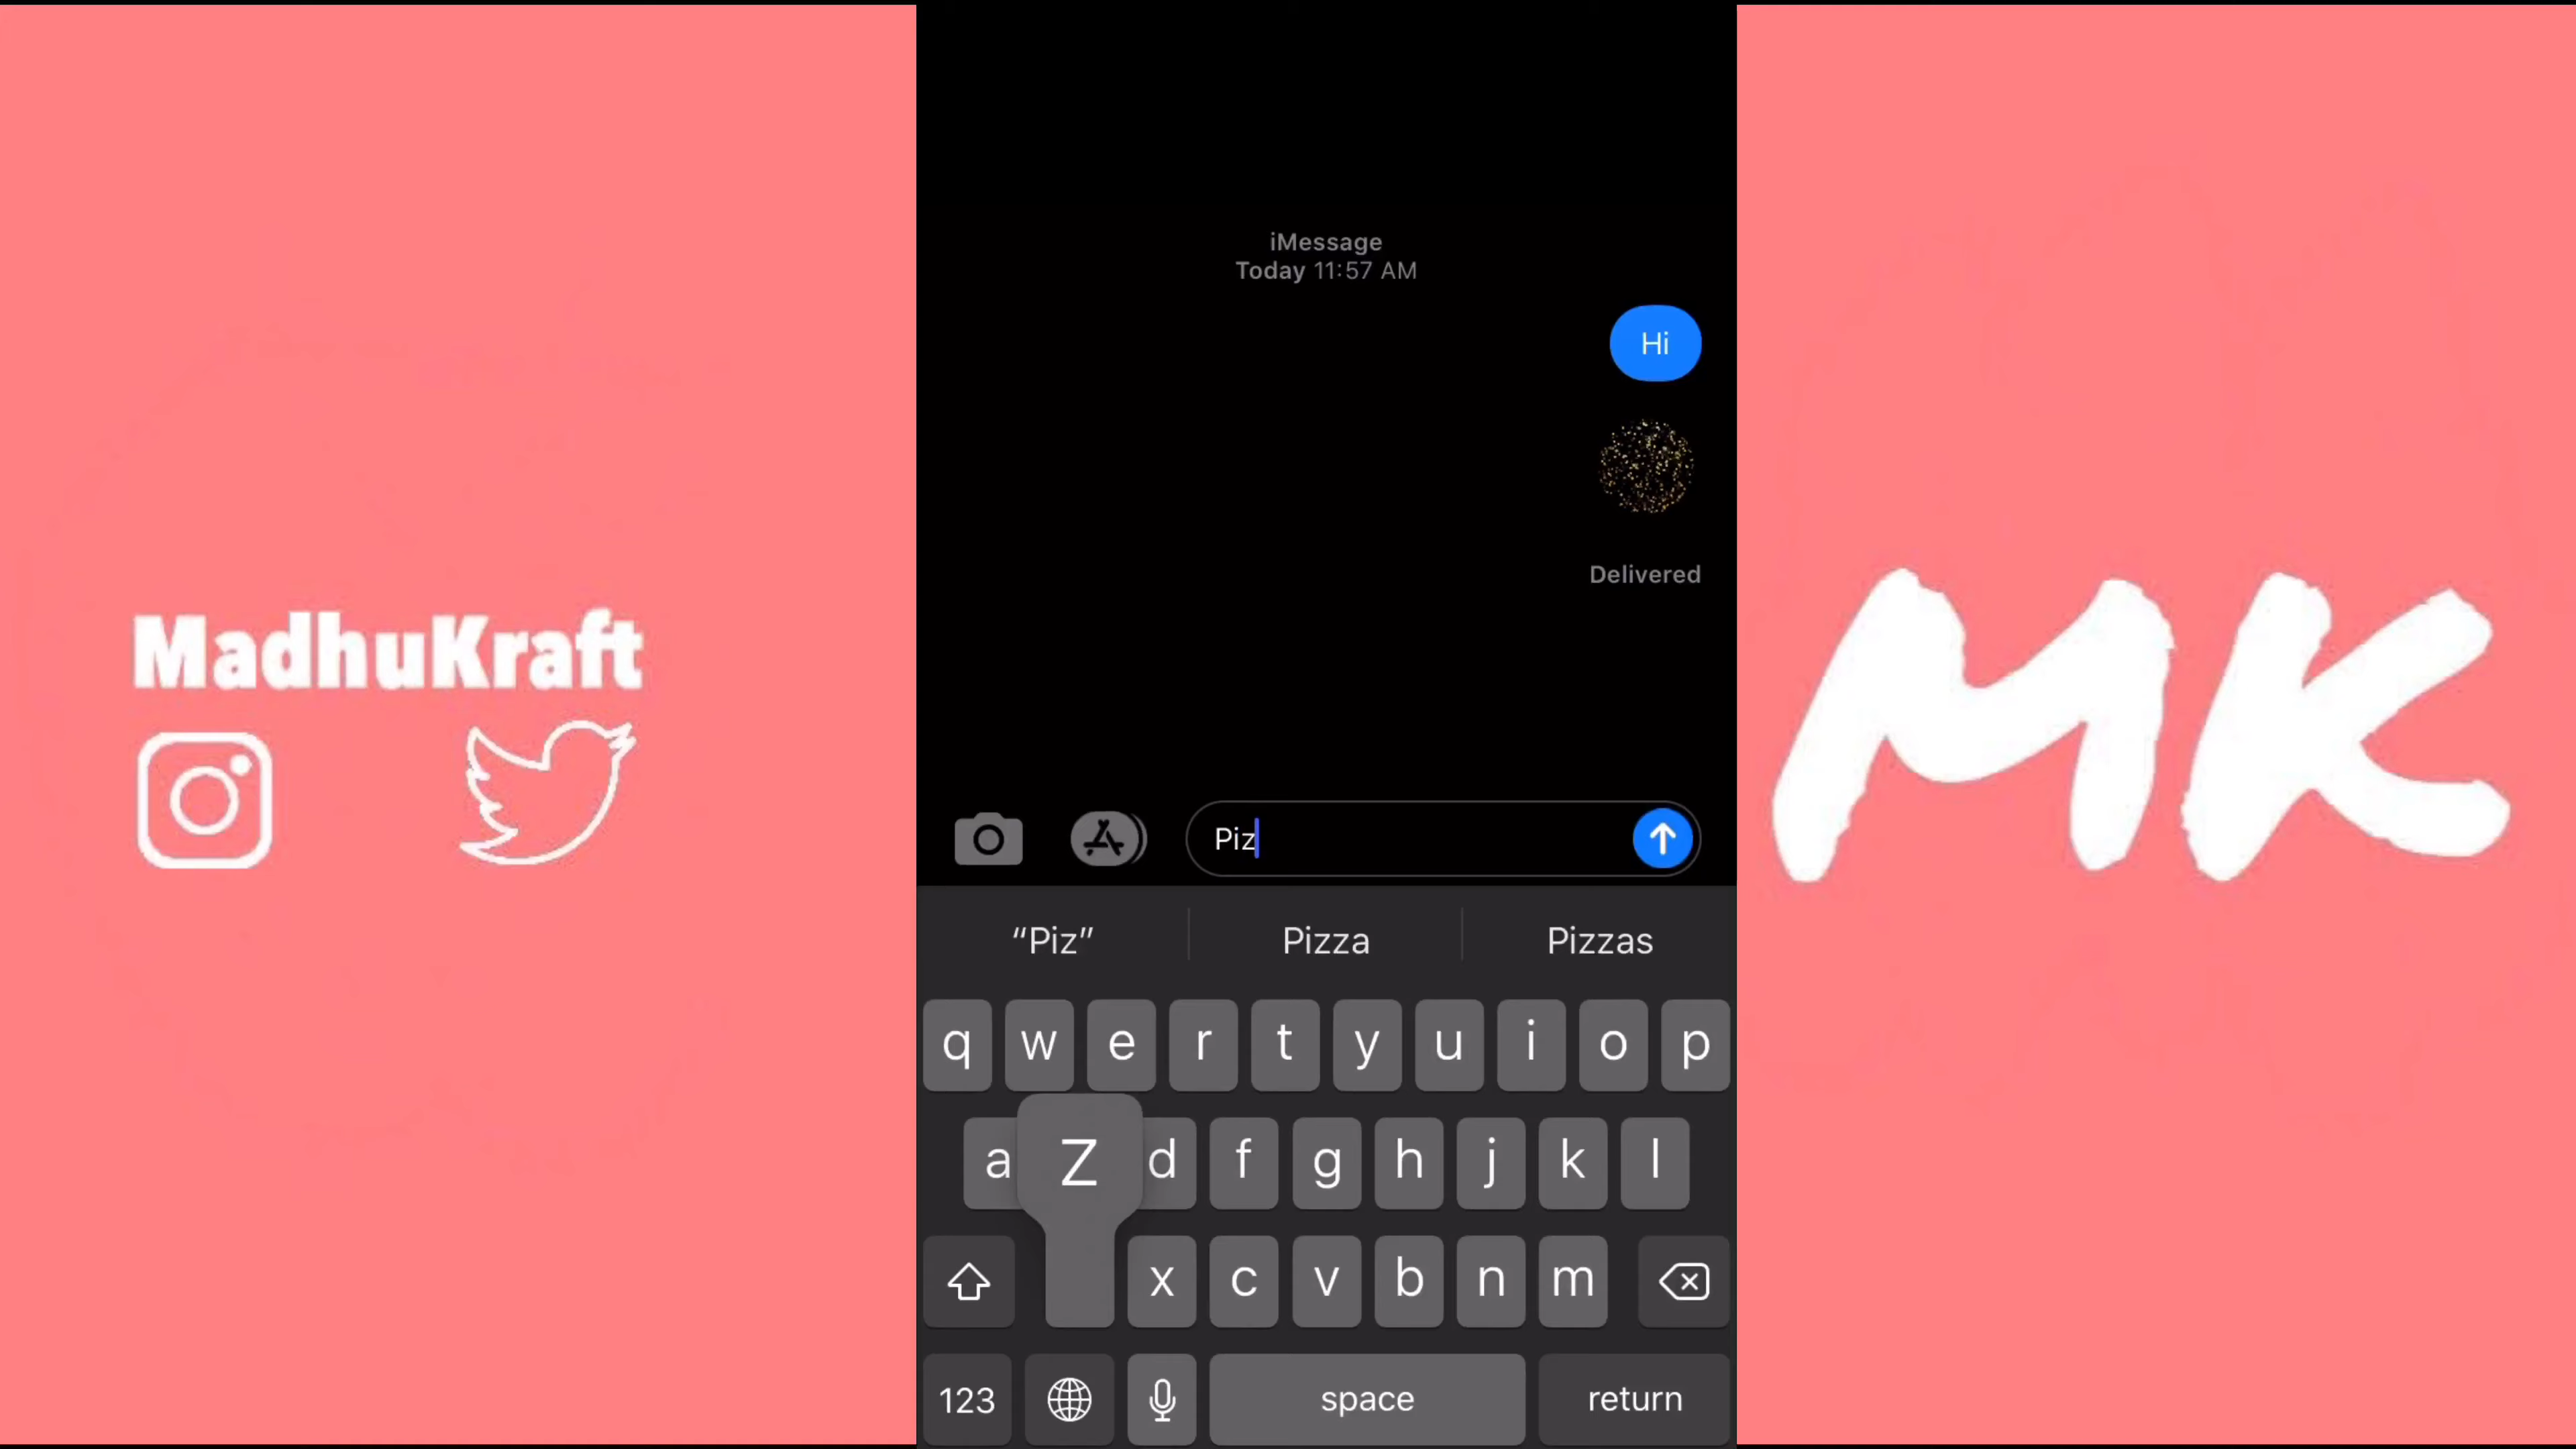 MadhuKraft
MK
iMessage
Today 11:57 AM
Hi
Delivered
Piz
“Piz” Pizza Pizzas
q w e r t y u i o p
a Z d f g h j k l
x c v b n m
123 space return